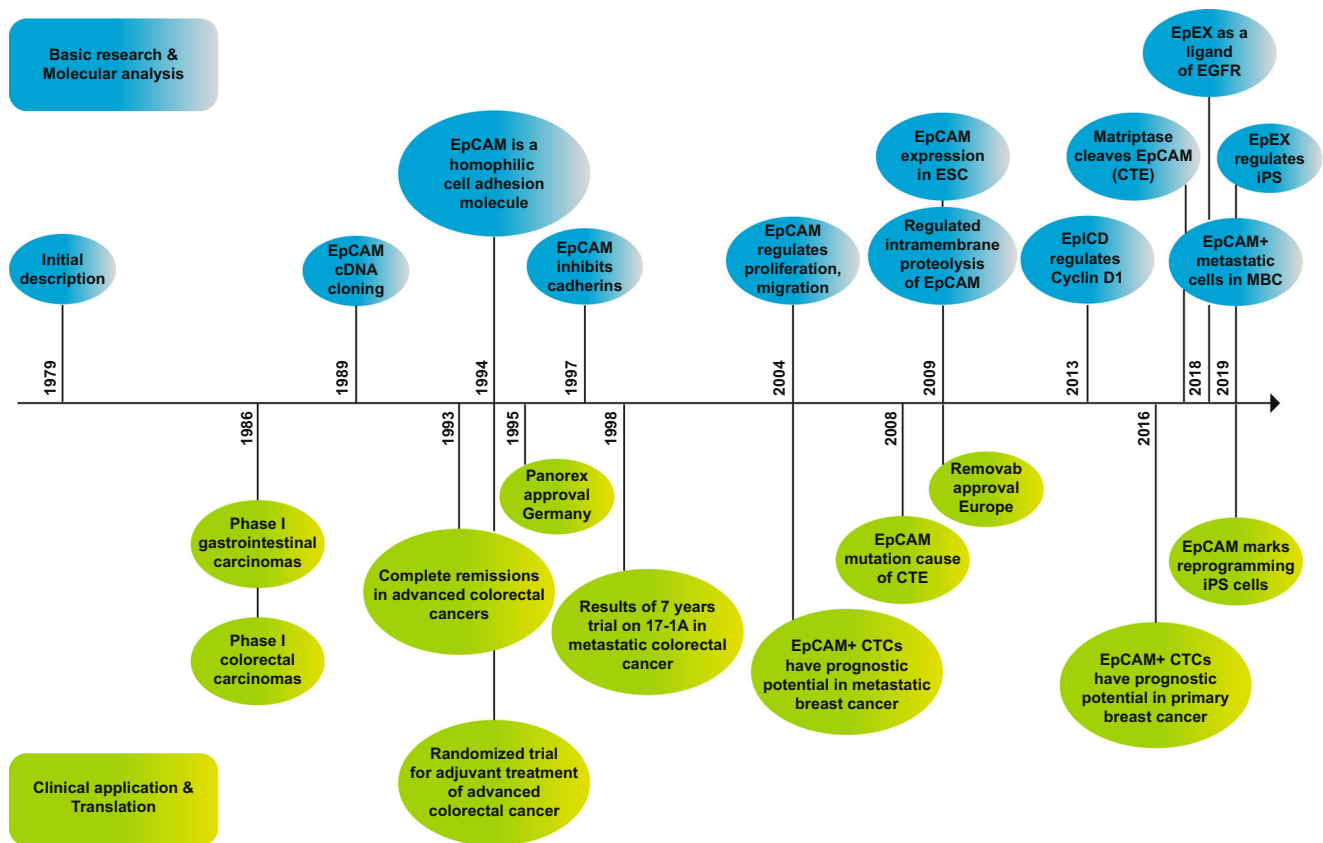 Basic research &
Molecular analysis
EpEX as a
ligand
of EGFR
EpCAM is a
homophilic
cell adhesion
molecule
EpCAM
expression
in ESC
Matriptase
cleaves EpCAM
(CTE)
EpEX
regulates
iPS
Initial
description
EpCAM
cDNA
cloning
EpCAM
inhibits
cadherins
EpCAM
regulates
proliferation,
migration
Regulated
intramembrane
proteolysis
of EpCAM
EpICD
regulates
Cyclin D1
EpCAM+
metastatic
cells in MBC
1979
1989
1994
1997
2004
2009
2013
2018
2019
1986
1993
1995
1998
2008
2016
Phase I
gastrointestinal
carcinomas
Phase I
colorectal
carcinomas
Complete remissions
in advanced colorectal
cancers
Randomized trial
for adjuvant treatment
of advanced
colorectal cancer
Panorex
approval
Germany
Results of 7 years
trial on 17-1A in
metastatic colorectal
cancer
EpCAM+ CTCs
have prognostic
potential in metastatic
breast cancer
EpCAM
mutation cause
of CTE
Removab
approval
Europe
EpCAM+ CTCs
have prognostic
potential in primary
breast cancer
EpCAM marks
reprogramming
iPS cells
Clinical application &
Translation